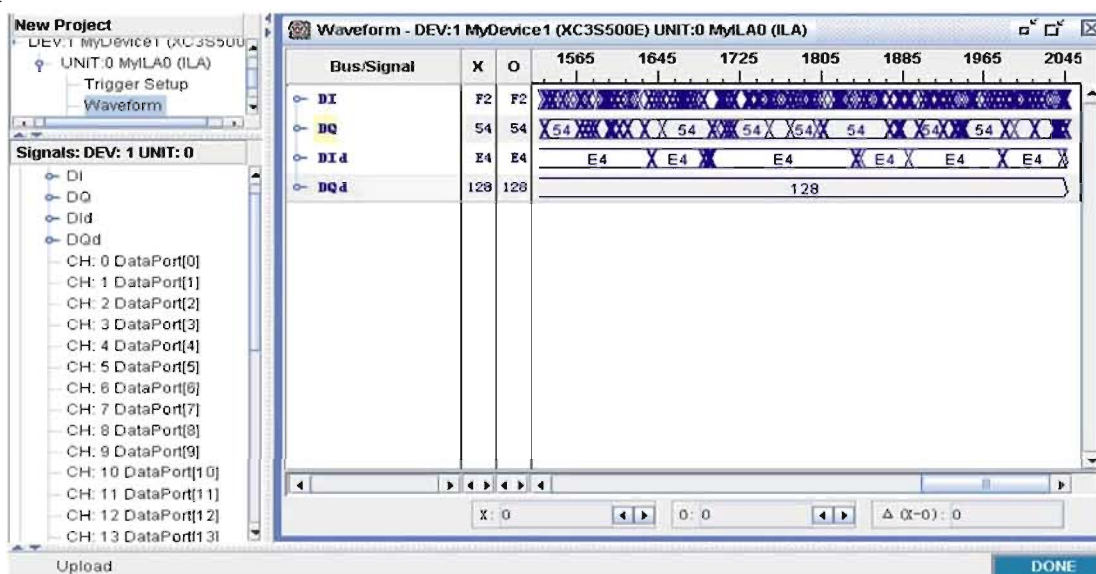 New Project
DEV:1 MyDevice1 (XC3S500
UNIT:0 MyILA0 (ILA)
Trigger Setup
Waveform
Signals: DEV: 1 UNIT: 0
DI
DQ
DId
DQd
CH: 0 DataPort[0]
CH: 1 DataPort[1]
CH: 2 DataPort[2]
CH: 3 DataPort[3]
CH: 4 DataPort[4]
CH: 5 DataPort[5]
CH: 6 DataPort[6]
CH: 7 DataPort[7]
CH: 8 DataPort[8]
CH: 9 DataPort[9]
CH: 10 DataPort[10]
CH: 11 DataPort[11]
CH: 12 DataPort[12]
CH: 13 DataPort[13]
Waveform - DEV:1 MyDevice1 (XC3S500E) UNIT:0 MyILA0 (ILA)
Bus/Signal X O 1565 1645 1725 1805 1885 1965 2045
DI F2 F2
DQ 54 54 54 54 54 54 54 54 54
DId E4 E4 E4 E4 E4 E4 E4 E4
DQd 128 128 128
X: 0 O: 0 Δ (X-O): 0
Upload DONE